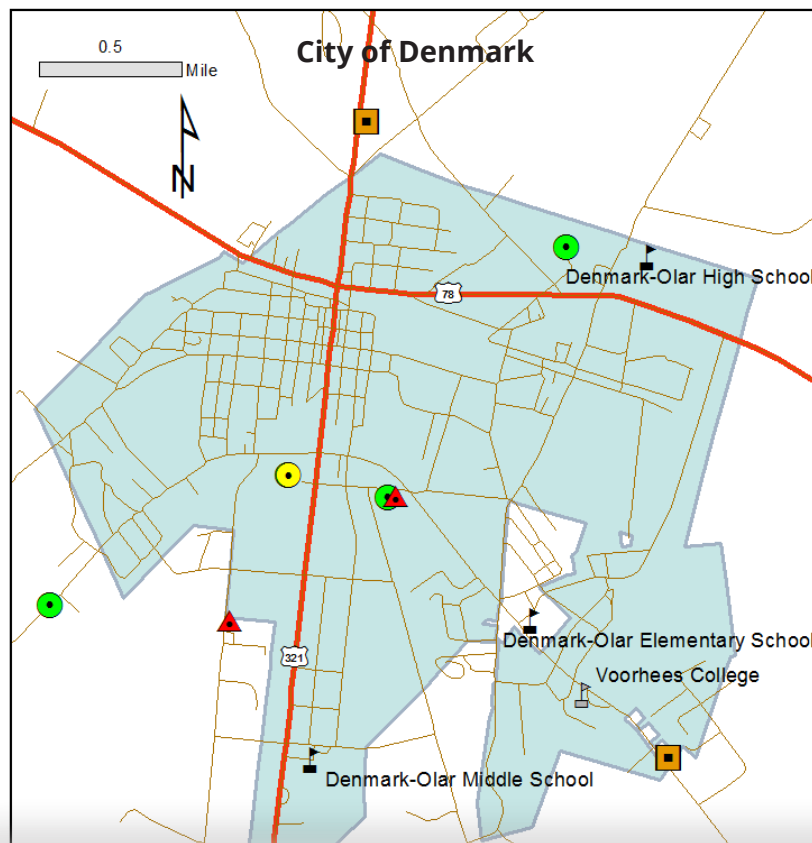 City of Denmark
0.5
Mile
N
Denmark-Olar High School
78
Denmark-Olar Elementary School
321
Voorhees College
Denmark-Olar Middle School